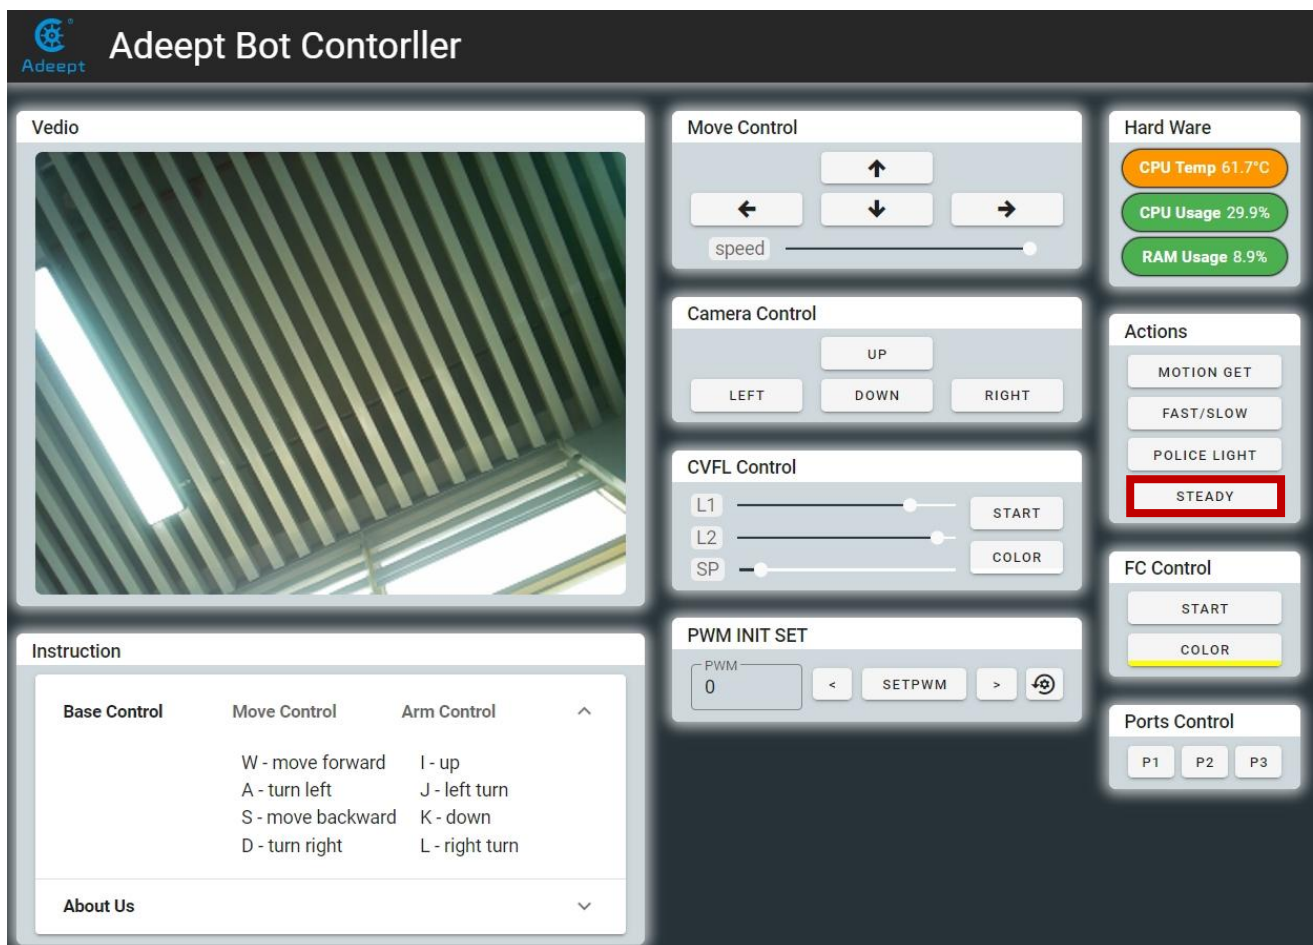 Adeept
Adeept Bot Contorller
Vedio
Instruction
Base Control Move Control Arm Control
W - move forward I - up
A - turn left J - left turn
S - move backward K - down
D - turn right L - right turn
About Us
Move Control
speed
Camera Control
UP
LEFT DOWN RIGHT
CVFL Control
L1
START
L2
COLOR
SP
PWM INIT SET
PWM
0 < SETPWM >
Hard Ware
CPU Temp 61.7°C
CPU Usage 29.9%
RAM Usage 8.9%
Actions
MOTION GET
FAST/SLOW
POLICE LIGHT
STEADY
FC Control
START
COLOR
Ports Control
P1 P2 P3